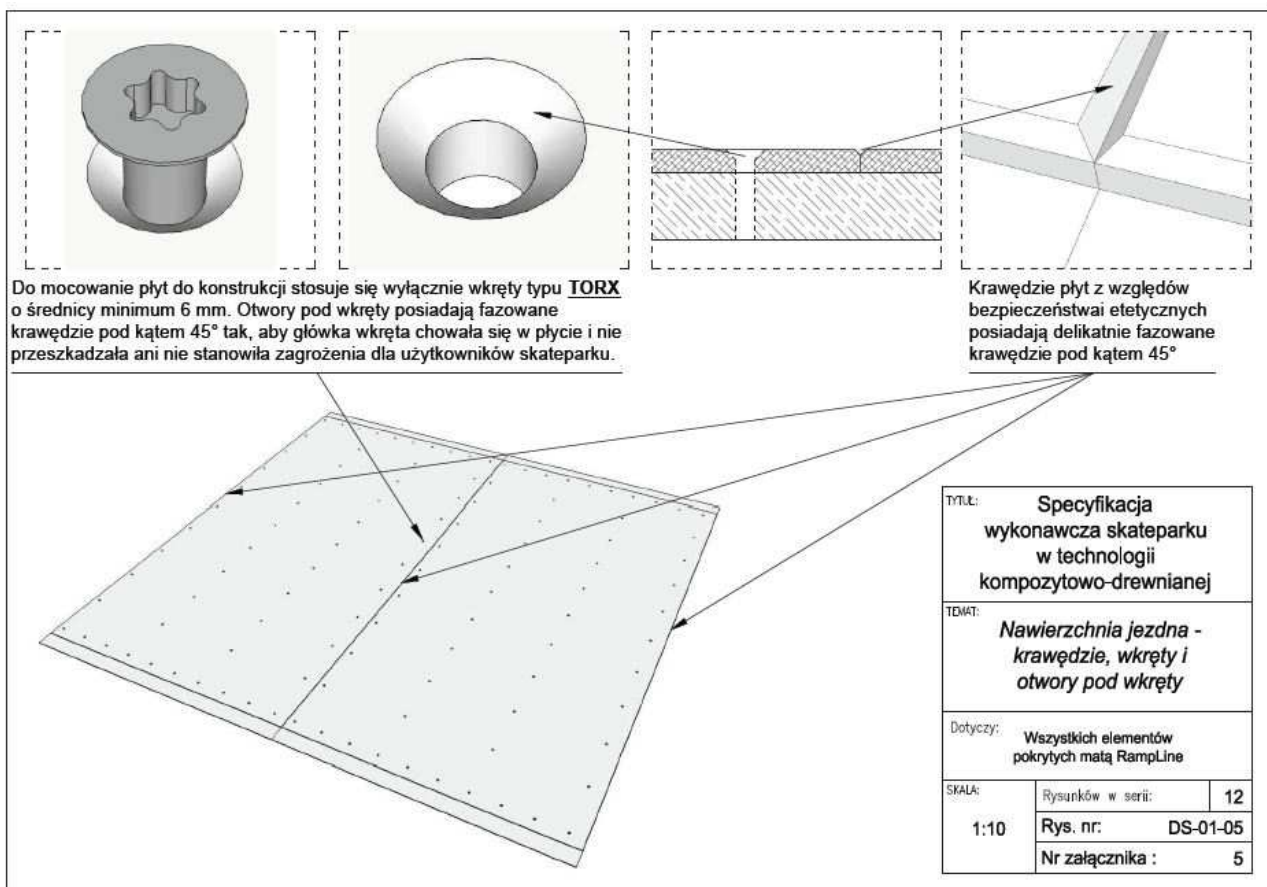 Do mocowanie płyt do konstrukcji stosuje się wyłącznie wkręty typu TORX
o średnicy minimum 6 mm. Otwory pod wkręty posiadają fazowane
krawędzie pod kątem 45° tak, aby główka wkręta chowała się w płycie i nie
przeszkadzała ani nie stanowiła zagrożenia dla użytkowników skateparku.
Krawędzie płyt z względów
bezpieczeństwai etetycznych
posiadają delikatnie fazowane
krawędzie pod kątem 45°
TYTUŁ:
Specyfikacja
wykonawcza skateparku
w technologii
kompozytowo-drewnianej
TEMAT:
Nawierzchnia jezdna -
krawędzie, wkręty i
otwory pod wkręty
Dotyczy:
Wszystkich elementów
pokrytych matą RampLine
SKALA:
1:10
Rysunków w serii: 12
Rys. nr: DS-01-05
Nr załącznika : 5